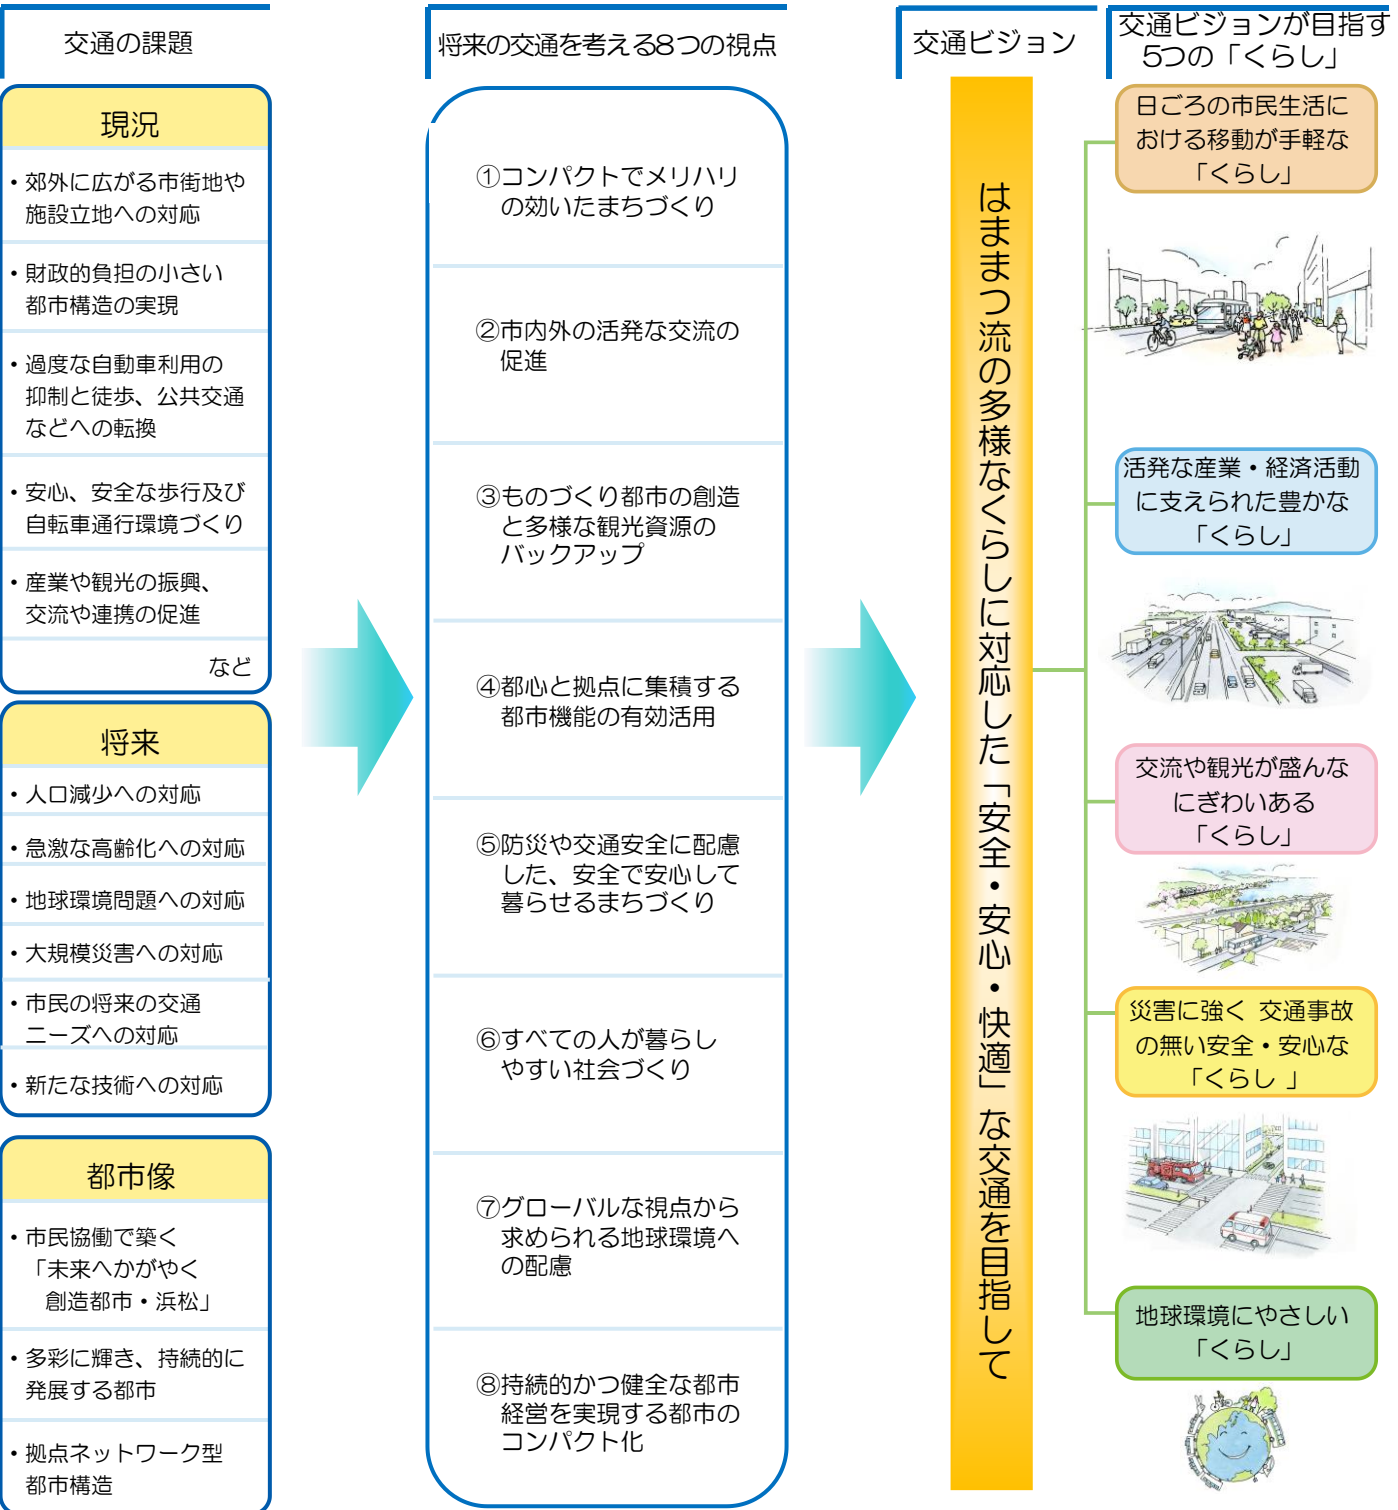 交通の課題
現況
・郊外に広がる市街地や
施設立地への対応
・財政的負担の小さい
都市構造の実現
・過度な自動車利用の
抑制と徒歩、公共交通
などへの転換
・安心、安全な歩行及び
自転車通行環境づくり
・産業や観光の振興、
交流や連携の促進
など
将来
・人口減少への対応
・急激な高齢化への対応
・地球環境問題への対応
・大規模災害への対応
・市民の将来の交通
ニーズへの対応
・新たな技術への対応
都市像
・市民協働で築く
「未来へかがやく
創造都市・浜松」
・多彩に輝き、持続的に
発展する都市
・拠点ネットワーク型
都市構造
将来の交通を考える8つの視点
①コンパクトでメリハリ
の効いたまちづくり
②市内外の活発な交流の
促進
③ものづくり都市の創造
と多様な観光資源の
バックアップ
④都心と拠点に集積する
都市機能の有効活用
⑤防災や交通安全に配慮
した、安全で安心して
暮らせるまちづくり
⑥すべての人が暮らし
やすい社会づくり
⑦グローバルな視点から
求められる地球環境へ
の配慮
⑧持続的かつ健全な都市
経営を実現する都市の
コンパクト化
交通ビジョン
はままつ流の多様なくらしに対応した「安全・安心・快適」な交通を目指して
交通ビジョンが目指す
5つの「くらし」
日ごろの市民生活に
おける移動が手軽な
「くらし」
活発な産業・経済活動
に支えられた豊かな
「くらし」
交流や観光が盛んな
にぎわいある
「くらし」
災害に強く 交通事故
の無い安全・安心な
「くらし 」
地球環境にやさしい
「くらし」